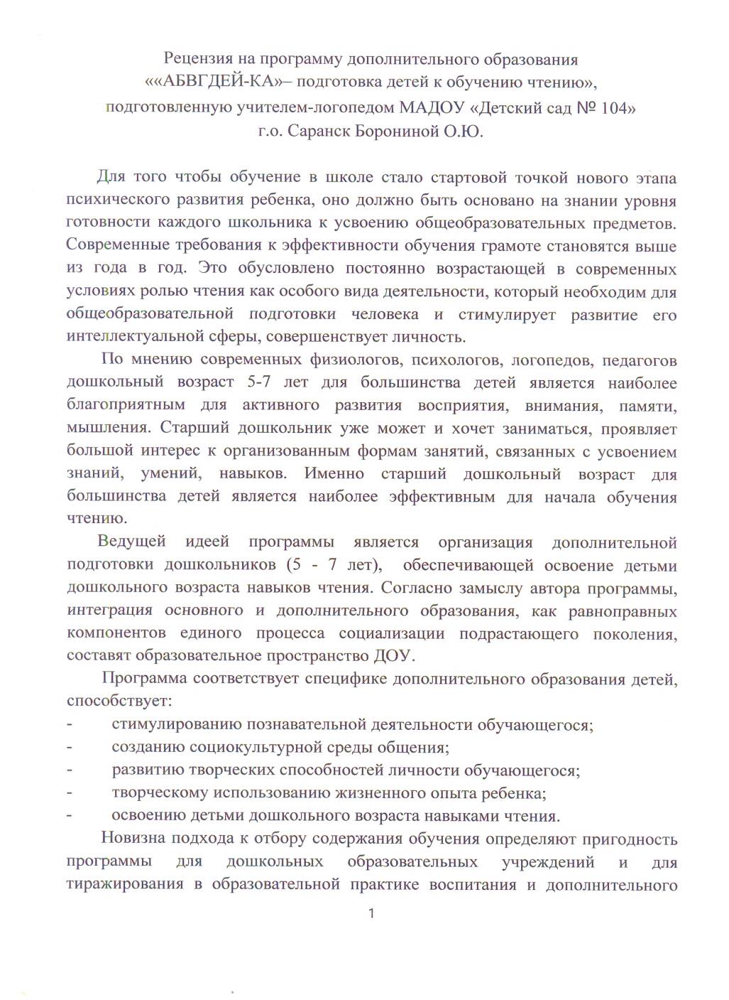 Рецензия на программу дополнительного образования
««АБВГДЕЙ-КА»– подготовка детей к обучению чтению»,
подготовленную учителем-логопедом МАДОУ «Детский сад № 104»
г.о. Саранск Борониной О.Ю.
Для того чтобы обучение в школе стало стартовой точкой нового этапа
психического развития ребенка, оно должно быть основано на знании уровня
готовности каждого школьника к усвоению общеобразовательных предметов.
Современные требования к эффективности обучения грамоте становятся выше
из года в год. Это обусловлено постоянно возрастающей в современных
условиях ролью чтения как особого вида деятельности, который необходим для
общеобразовательной подготовки человека и стимулирует развитие его
интеллектуальной сферы, совершенствует личность.
По мнению современных физиологов, психологов, логопедов, педагогов
дошкольный возраст 5-7 лет для большинства детей является наиболее
благоприятным для активного развития восприятия, внимания, памяти,
мышления. Старший дошкольник уже может и хочет заниматься, проявляет
большой интерес к организованным формам занятий, связанных с усвоением
знаний, умений, навыков. Именно старший дошкольный возраст для
большинства детей является наиболее эффективным для начала обучения
чтению.
Ведущей идеей программы является организация дополнительной
подготовки дошкольников (5 - 7 лет), обеспечивающей освоение детьми
дошкольного возраста навыков чтения. Согласно замыслу автора программы,
интеграция основного и дополнительного образования, как равноправных
компонентов единого процесса социализации подрастающего поколения,
составят образовательное пространство ДОУ.
Программа соответствует специфике дополнительного образования детей,
способствует:
- стимулированию познавательной деятельности обучающегося;
- созданию социокультурной среды общения;
- развитию творческих способностей личности обучающегося;
- творческому использованию жизненного опыта ребенка;
- освоению детьми дошкольного возраста навыками чтения.
Новизна подхода к отбору содержания обучения определяют пригодность
программы для дошкольных образовательных учреждений и для
тиражирования в образовательной практике воспитания и дополнительного
1